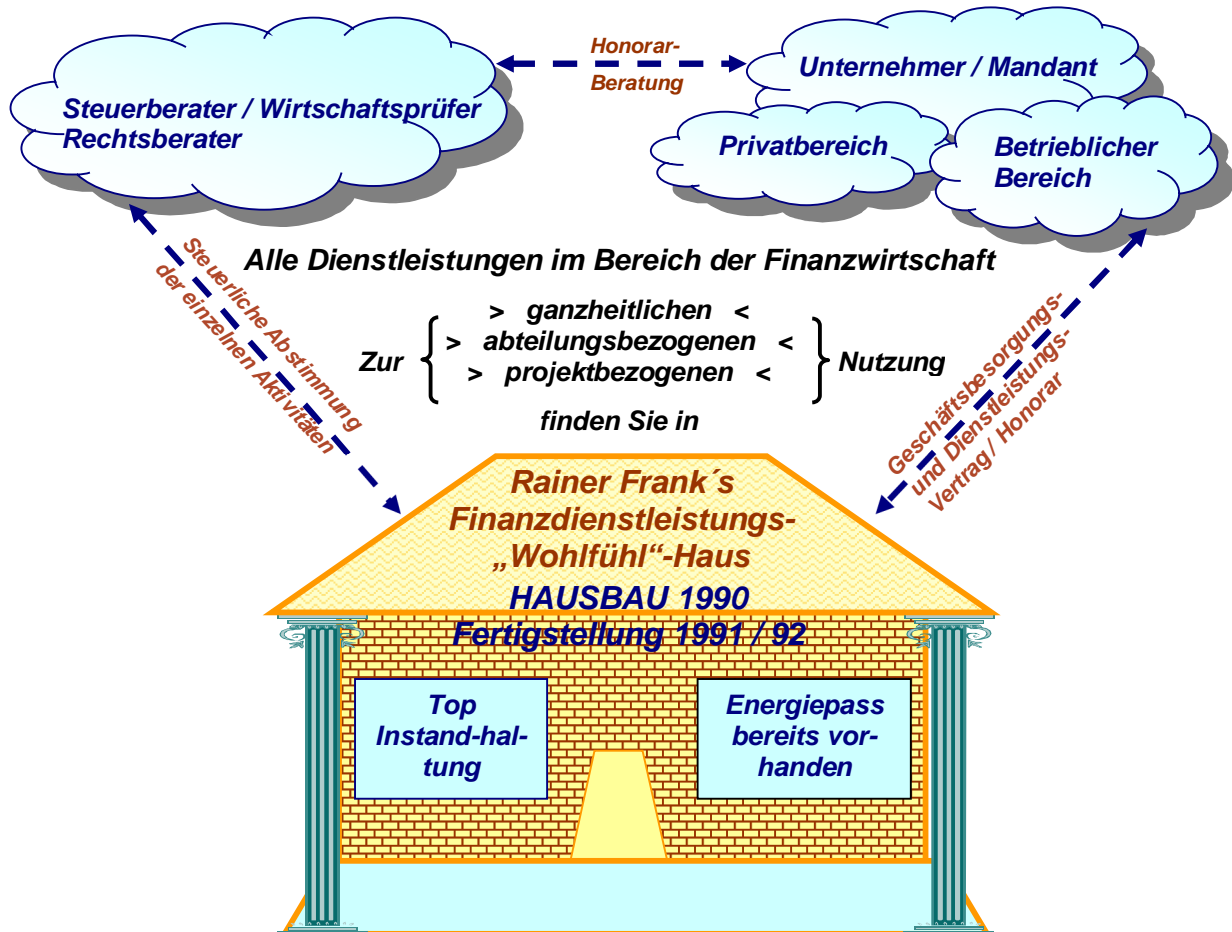 Honorar-
Beratung
Unternehmer / Mandant
Steuerberater / Wirtschaftsprüfer
Rechtsberater
Privatbereich
Betrieblicher
Bereich
Steuerliche Abstimmung
der einzelnen Aktivitäten
Alle Dienstleistungen im Bereich der Finanzwirtschaft
> ganzheitlichen <
Zur { > abteilungsbezogenen < } Nutzung
> projektbezogenen <
finden Sie in
Geschäftsbesorgungs-
und Dienstleistungs-
Vertrag / Honorar
Rainer Frank´s
Finanzdienstleistungs-
„Wohlfühl“-Haus
HAUSBAU 1990
Fertigstellung 1991 / 92
Top
Instand-hal-
tung
Energiepass
bereits vor-
handen